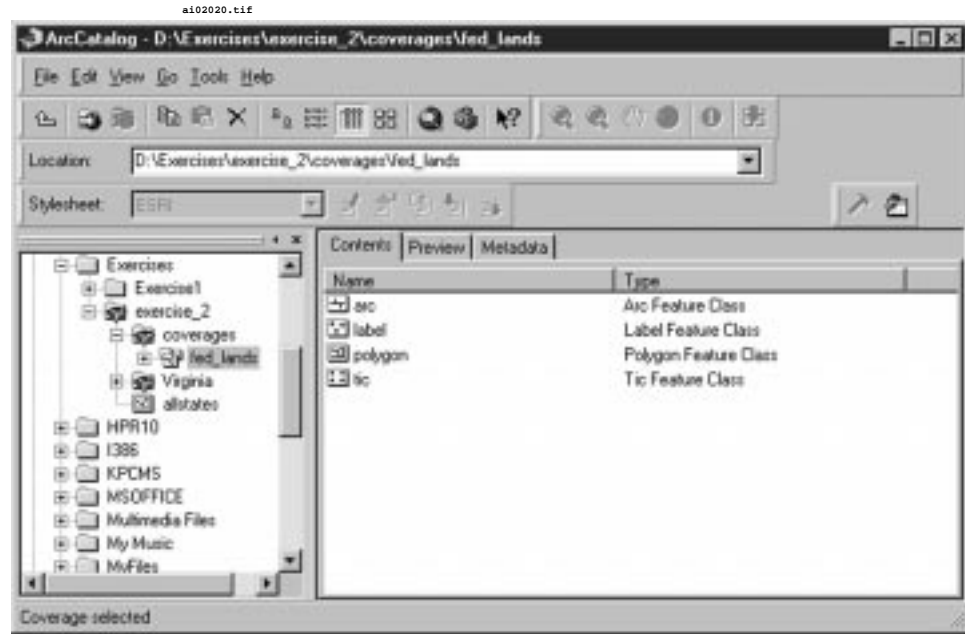 ai02020.tif
ArcCatalog - D:\Exercises\exercise_2\coverages\fed_lands
File Edit View Go Tools Help
Location: D:\Exercises\exercise_2\coverages\fed_lands
Stylesheet: ESRI
Exercises
Exercise1
exercise_2
coverages
fed_lands
Virginia
allstates
HPR10
I386
KPCMS
MSOFFICE
Multimedia Files
My Music
MyFiles
Contents Preview Metadata
Name Type
arc Arc Feature Class
label Label Feature Class
polygon Polygon Feature Class
tic Tic Feature Class
Coverage selected